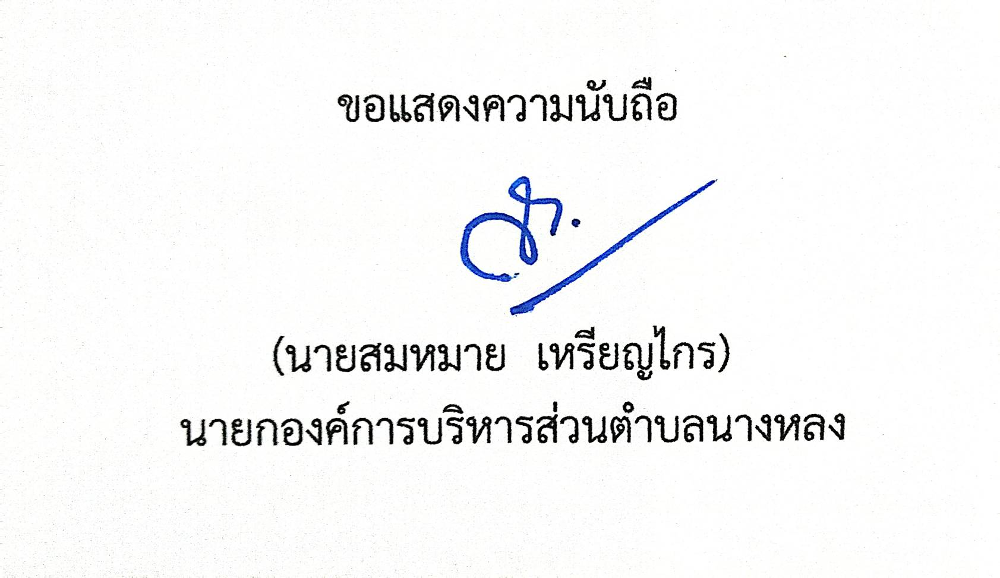 ขอแสดงความนับถือ
(นายสมหมาย เหรียญไกร)
นายกองค์การบริหารส่วนตำบลนางหลง